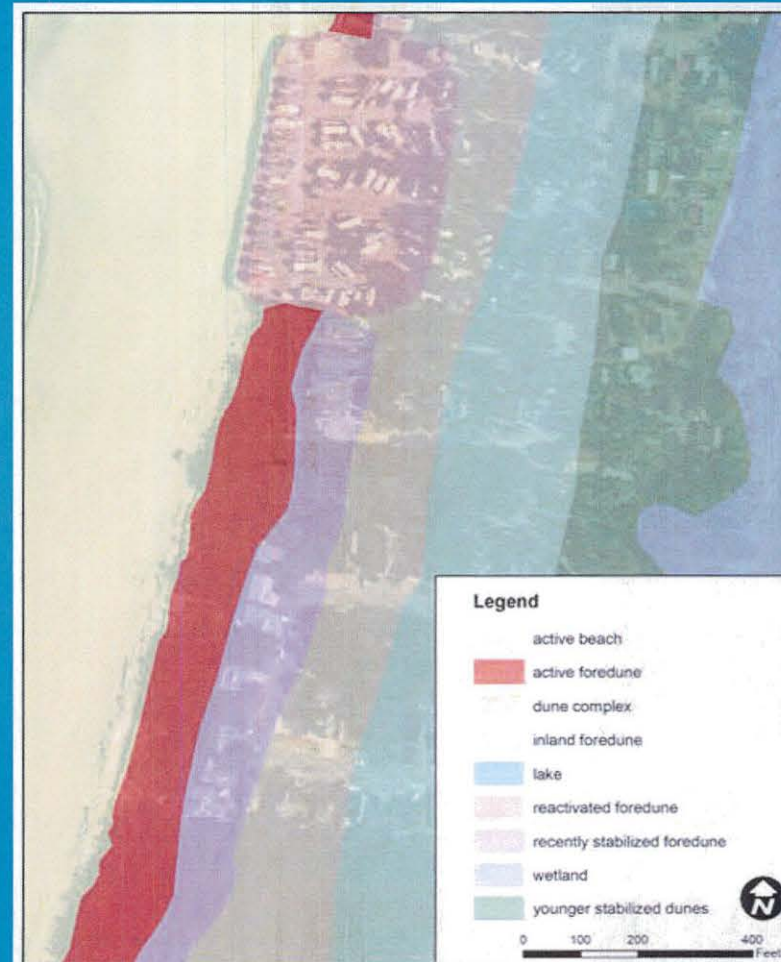 Legend
active beach
active foredune
dune complex
inland foredune
lake
reactivated foredune
recently stabilized foredune
wetland
younger stabilized dunes
N
0 100 200 400
Feet